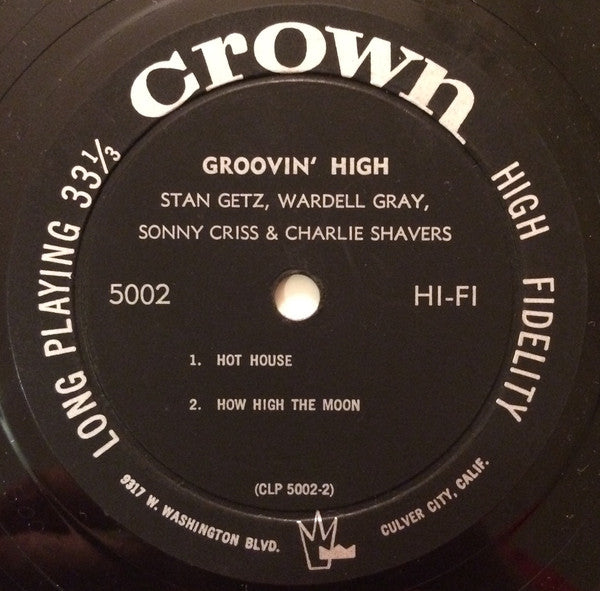 crown
LONG PLAYING 33⅓
HIGH FIDELITY
GROOVIN' HIGH
STAN GETZ, WARDELL GRAY,
SONNY CRISS & CHARLIE SHAVERS
5002
HI-FI
1. HOT HOUSE
2. HOW HIGH THE MOON
(CLP 5002-2)
9317 W. WASHINGTON BLVD.
CULVER CITY, CALIF.